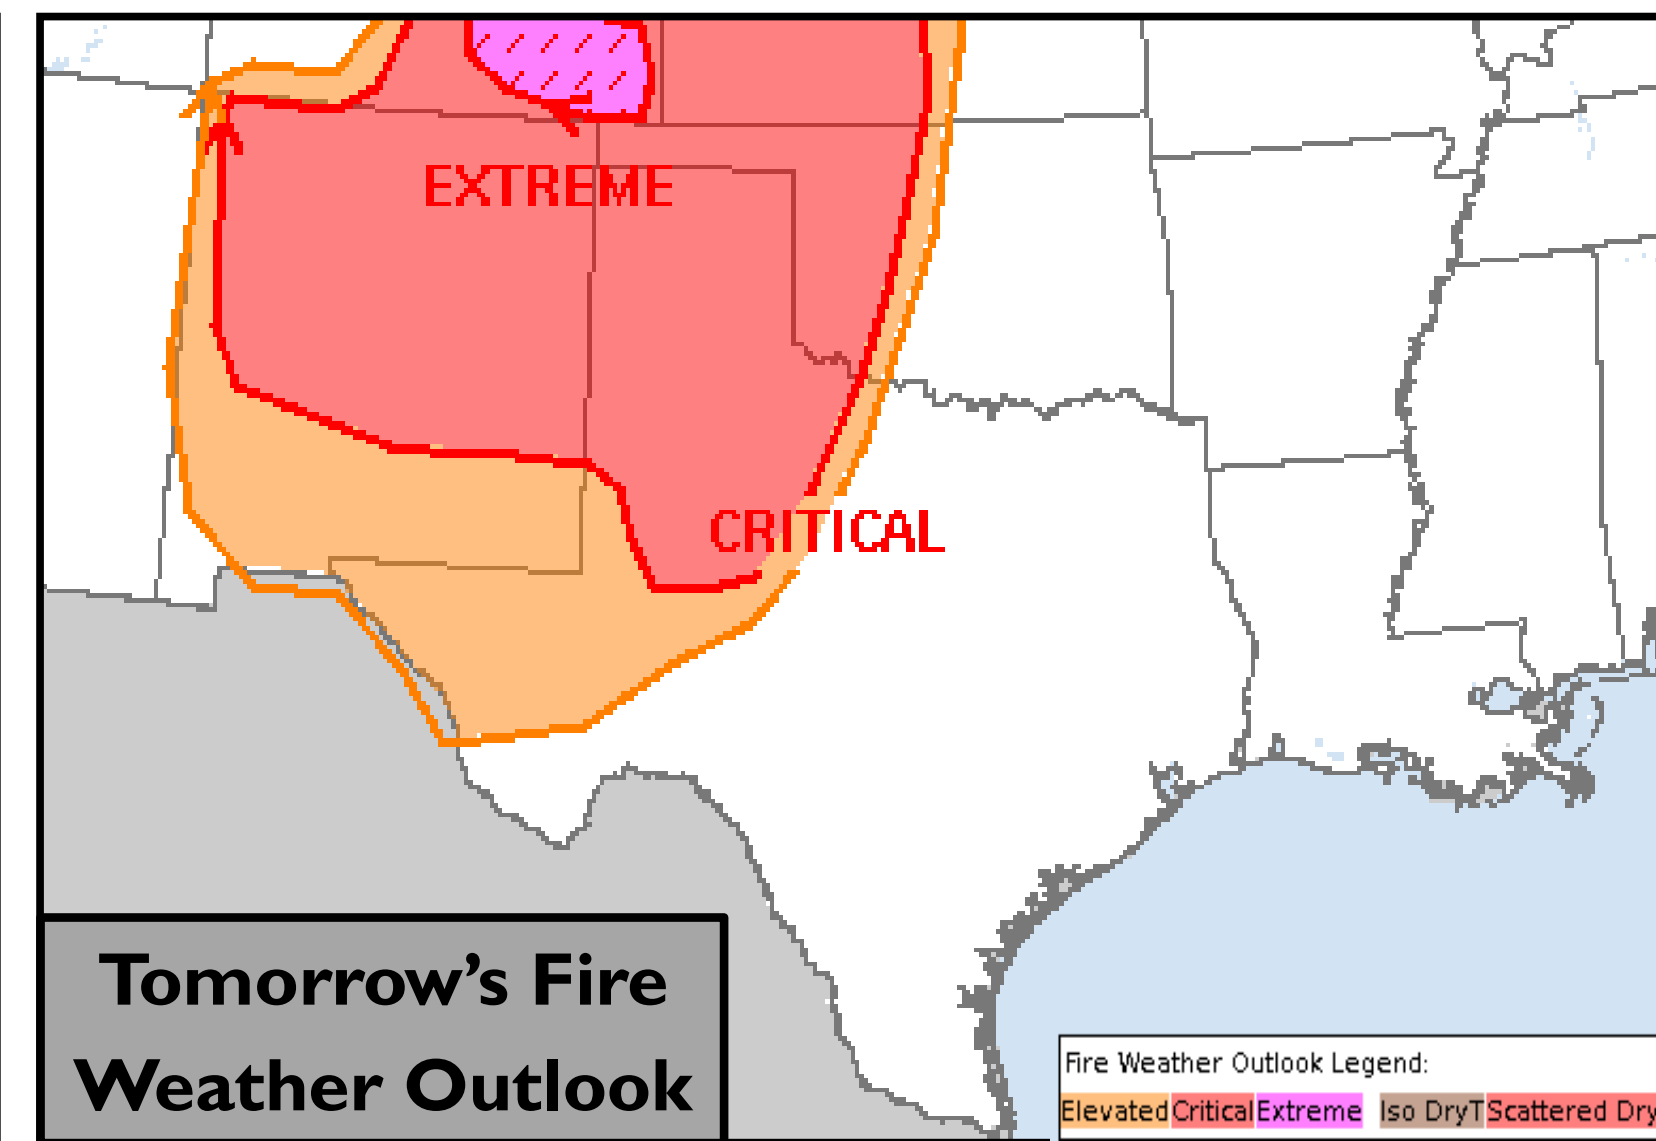 EXTREME
CRITICAL
Tomorrow’s Fire
Weather Outlook
Fire Weather Outlook Legend:
Elevated Critical Extreme Iso DryT Scattered Dry